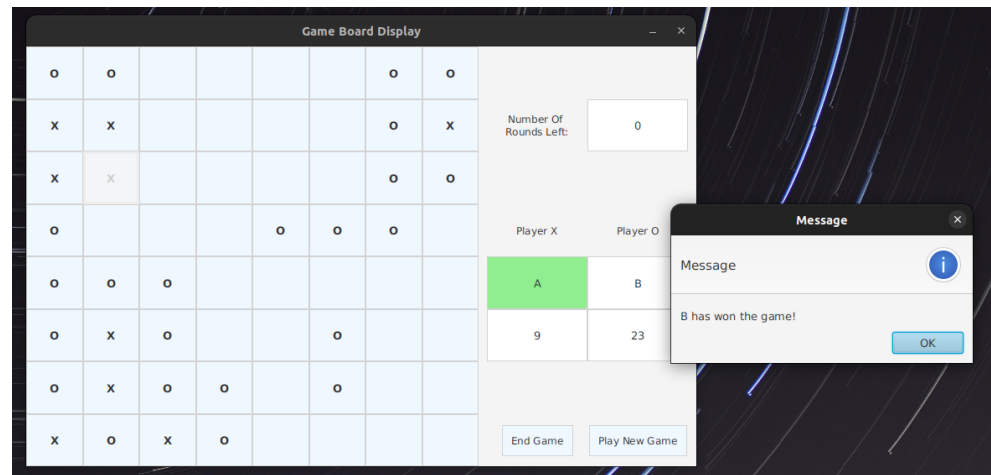 Game Board Display
O O O O
X X O X
Number Of
Rounds Left:
0
X X O O
O O O O
Player X Player O
O O O
A B
O X O O
9 23
O X O O O
X O X O
End Game Play New Game
Message
Message
i
B has won the game!
OK